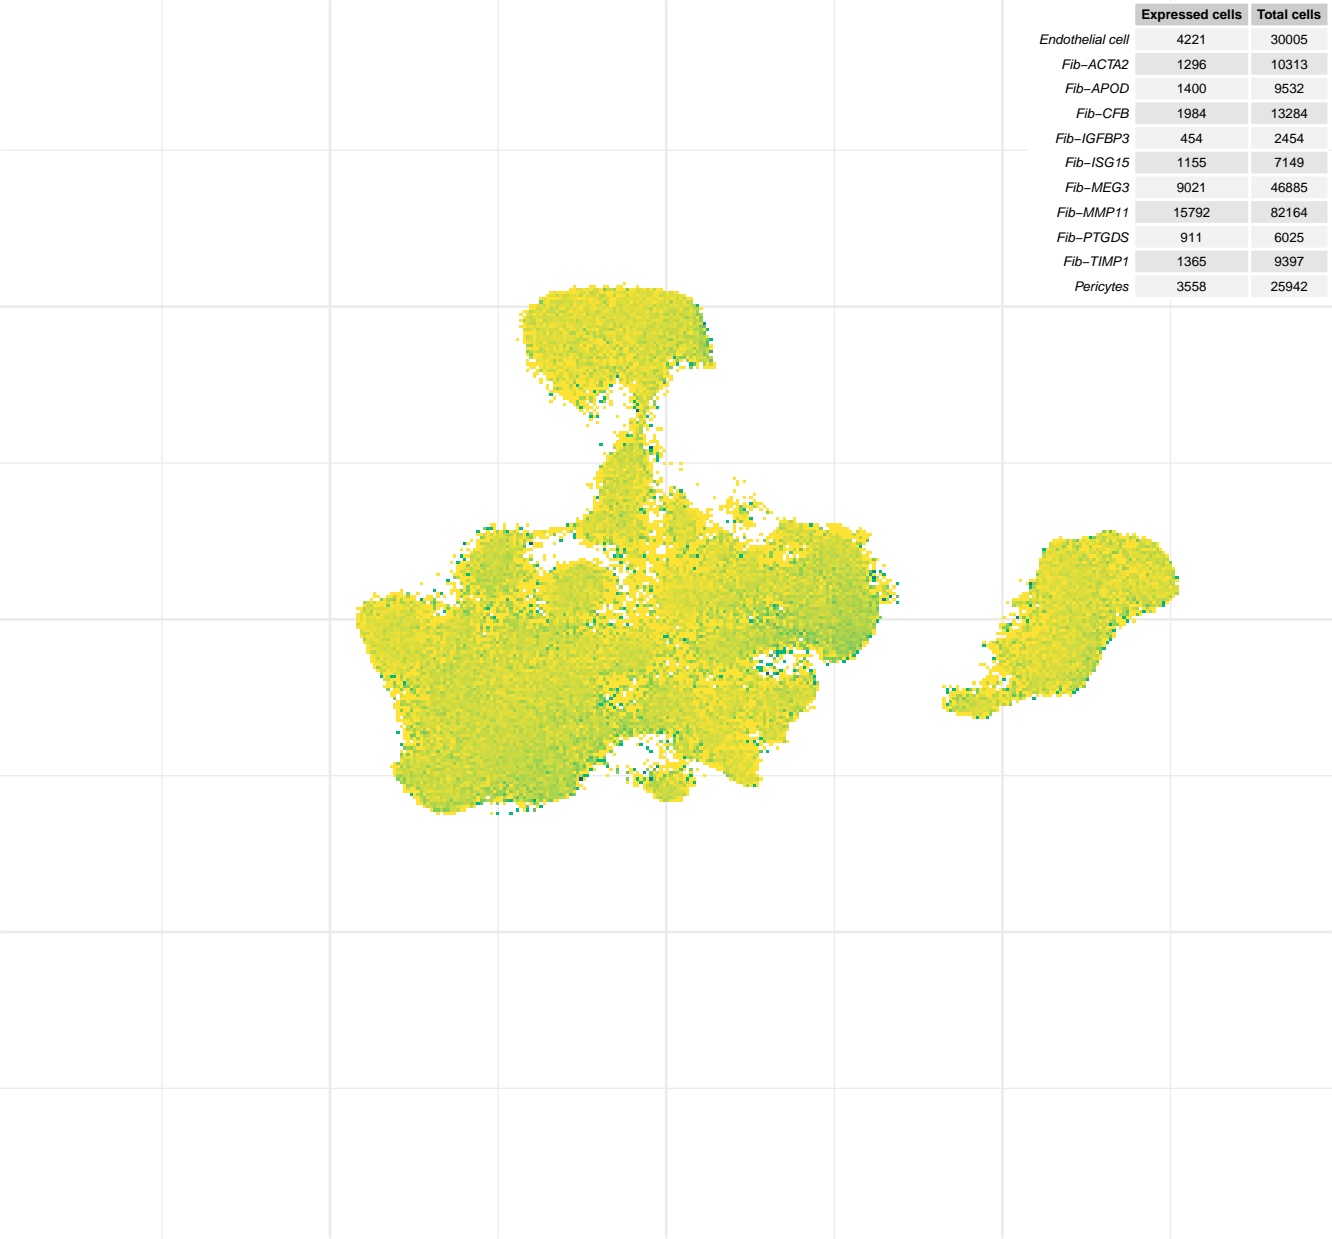 Expressed cells Total cells
Endothelial cell 4221 30005
Fib−ACTA2 1296 10313
Fib−APOD 1400 9532
Fib−CFB 1984 13284
Fib−IGFBP3 454 2454
Fib−ISG15 1155 7149
Fib−MEG3 9021 46885
Fib−MMP11 15792 82164
Fib−PTGDS 911 6025
Fib−TIMP1 1365 9397
Pericytes 3558 25942